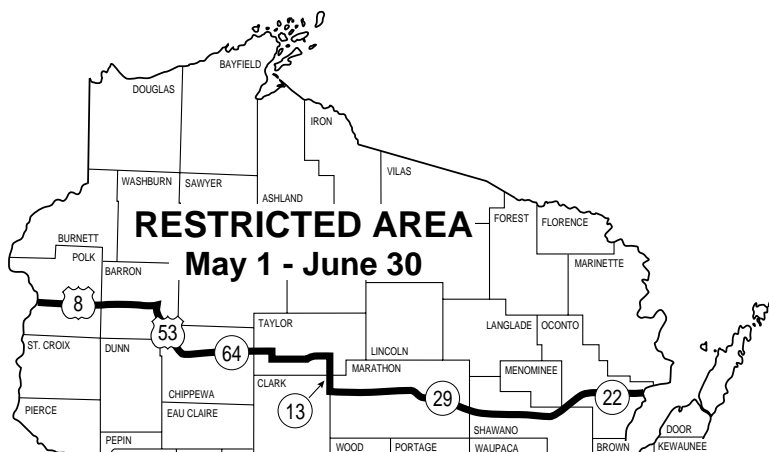 BAYFIELD
DOUGLAS
IRON
VILAS
WASHBURN
SAWYER
ASHLAND
RESTRICTED AREA
May 1 - June 30
FOREST
FLORENCE
BURNETT
POLK
BARRON
MARINETTE
8
53
TAYLOR
LANGLADE
OCONTO
ST. CROIX
DUNN
64
LINCOLN
MARATHON
MENOMINEE
CLARK
CHIPPEWA
29
22
PIERCE
EAU CLAIRE
13
SHAWANO
DOOR
PEPIN
WOOD
PORTAGE
WAUPACA
BROWN
KEWAUNEE